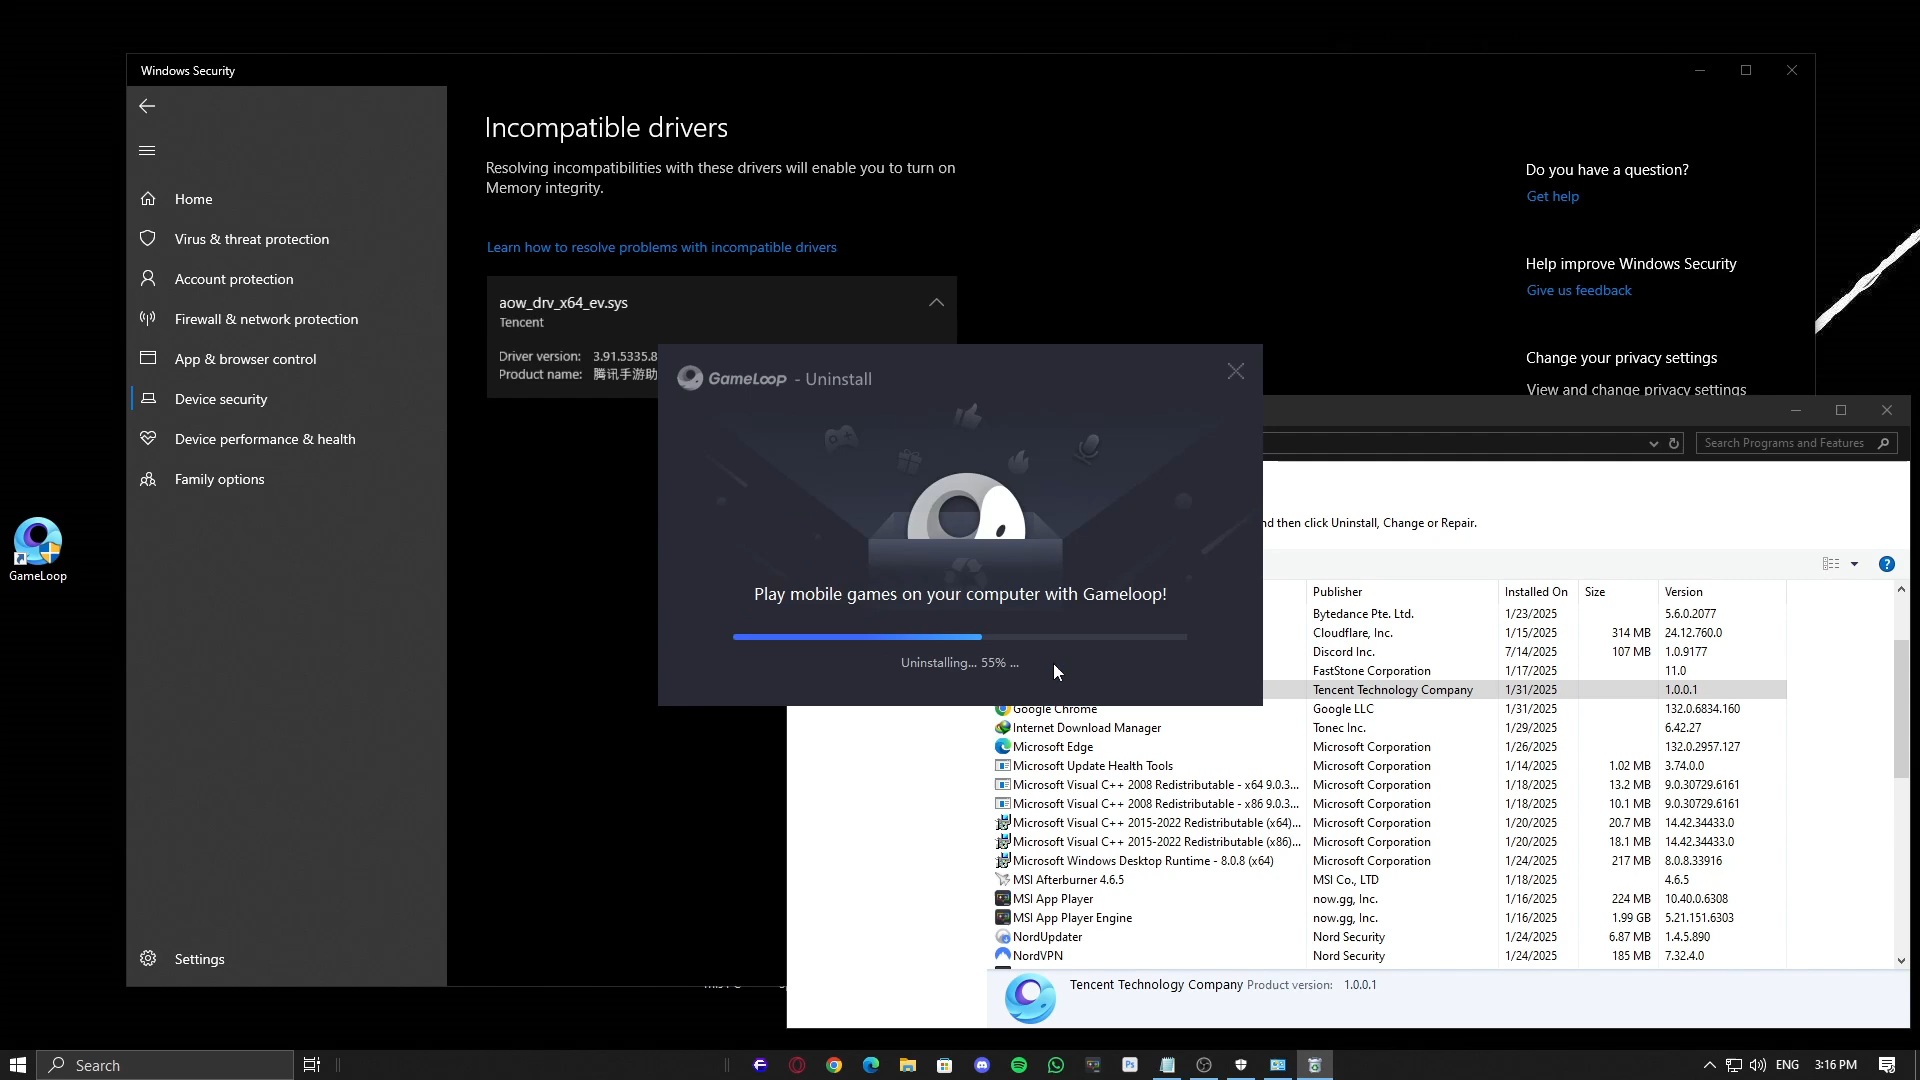 Windows Security
Incompatible drivers
Resolving incompatibilities with these drivers will enable you to turn on
Memory integrity.
Learn how to resolve problems with incompatible drivers
aow_drv_x64_ev.sys
Tencent
Driver version: 3.91.5335.8
Product name: 腾讯手游助
Home
Virus & threat protection
Account protection
Firewall & network protection
App & browser control
Device security
Device performance & health
Family options
Settings
Do you have a question?
Get help
Help improve Windows Security
Give us feedback
Change your privacy settings
View and change privacy settings
GameLoop
GameLoop - Uninstall
Play mobile games on your computer with Gameloop!
Uninstalling... 55% ...
Search Programs and Features
nd then click Uninstall, Change or Repair.
Publisher Installed On Size Version
Bytedance Pte. Ltd. 1/23/2025 5.6.0.2077
Cloudflare, Inc. 1/15/2025 314 MB 24.12.760.0
Discord Inc. 7/14/2025 107 MB 1.0.9177
FastStone Corporation 1/17/2025 11.0
Tencent Technology Company 1/31/2025 1.0.0.1
Google Chrome Google LLC 1/31/2025 132.0.6834.160
Internet Download Manager Tonec Inc. 1/29/2025 6.42.27
Microsoft Edge Microsoft Corporation 1/26/2025 132.0.2957.127
Microsoft Update Health Tools Microsoft Corporation 1/14/2025 1.02 MB 3.74.0.0
Microsoft Visual C++ 2008 Redistributable - x64 9.0.3... Microsoft Corporation 1/18/2025 13.2 MB 9.0.30729.6161
Microsoft Visual C++ 2008 Redistributable - x86 9.0.3... Microsoft Corporation 1/18/2025 10.1 MB 9.0.30729.6161
Microsoft Visual C++ 2015-2022 Redistributable (x64)... Microsoft Corporation 1/20/2025 20.7 MB 14.42.34433.0
Microsoft Visual C++ 2015-2022 Redistributable (x86)... Microsoft Corporation 1/20/2025 18.1 MB 14.42.34433.0
Microsoft Windows Desktop Runtime - 8.0.8 (x64) Microsoft Corporation 1/24/2025 217 MB 8.0.8.33916
MSI Afterburner 4.6.5 MSI Co., LTD 1/18/2025 4.6.5
MSI App Player now.gg, Inc. 1/16/2025 224 MB 10.40.0.6308
MSI App Player Engine now.gg, Inc. 1/16/2025 1.99 GB 5.21.151.6303
NordUpdater Nord Security 1/24/2025 6.87 MB 1.4.5.890
NordVPN Nord Security 1/24/2025 185 MB 7.32.4.0
Tencent Technology Company Product version: 1.0.0.1
Search
Ps
ENG 3:16 PM